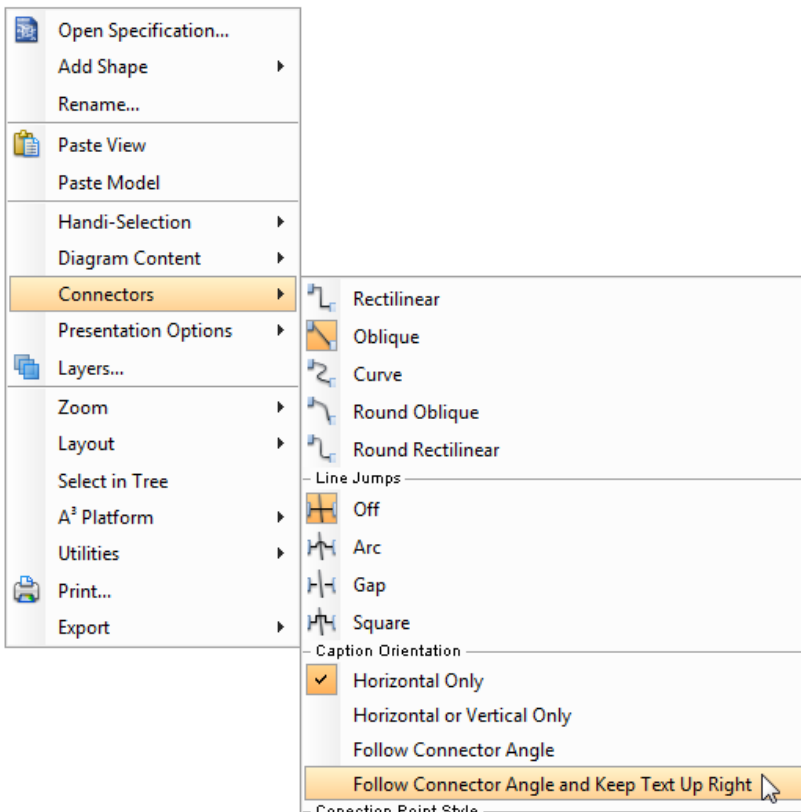 Open Specification...
Add Shape
Rename...
Paste View
Paste Model
Handi-Selection
Diagram Content
Connectors
Presentation Options
Layers...
Zoom
Layout
Select in Tree
A³ Platform
Utilities
Print...
Export
Rectilinear
Oblique
Curve
Round Oblique
Round Rectilinear
Line Jumps
Off
Arc
Gap
Square
Caption Orientation
Horizontal Only
Horizontal or Vertical Only
Follow Connector Angle
Follow Connector Angle and Keep Text Up Right
Conection Point Style